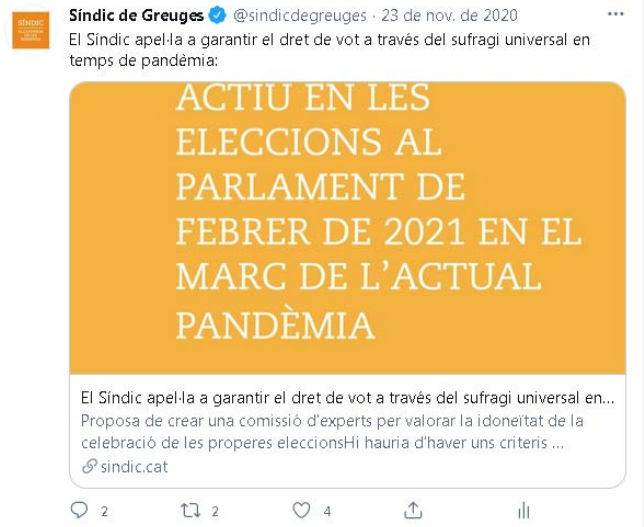 Síndic de Greuges @sindicdegreuges · 23 de nov. de 2020
El Síndic apel·la a garantir el dret de vot a través del sufragi universal en
temps de pandèmia:
ACTIU EN LES
ELECCIONS AL
PARLAMENT DE
FEBRER DE 2021 EN EL
MARC DE L'ACTUAL
PANDÈMIA
El Síndic apel·la a garantir el dret de vot a través del sufragi universal en...
Proposa de crear una comissió d'experts per valorar la idoneïtat de la
celebració de les properes eleccionsHi hauria d'haver uns criteris ...
sindic.cat
2 2 4